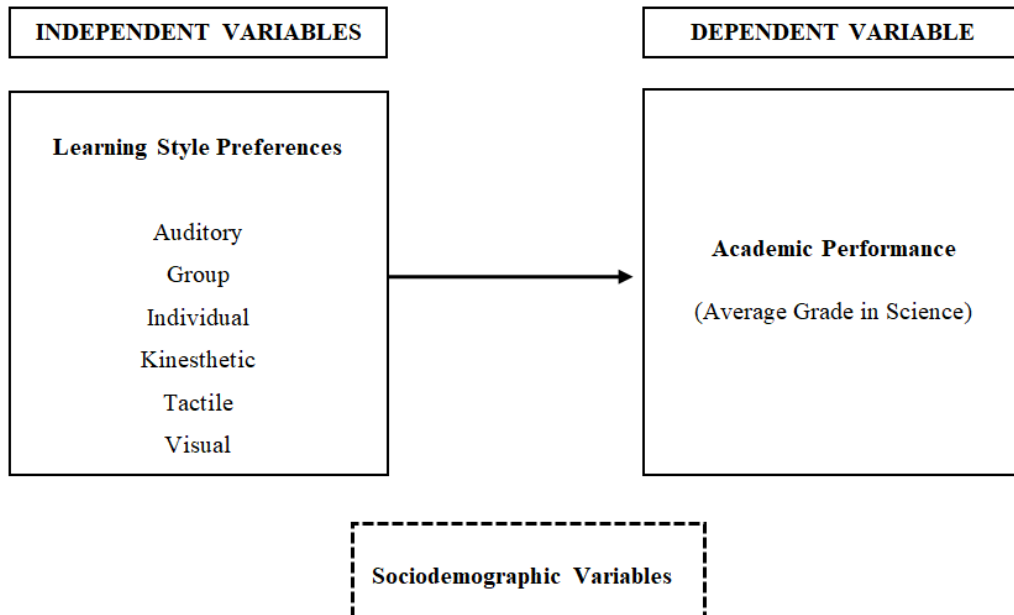 INDEPENDENT VARIABLES
DEPENDENT VARIABLE
Learning Style Preferences
Auditory
Group
Individual
Kinesthetic
Tactile
Visual
Academic Performance
(Average Grade in Science)
Sociodemographic Variables